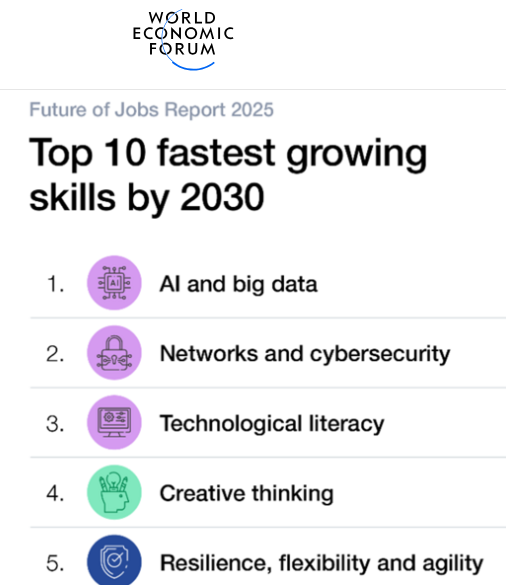 WORLD
ECONOMIC
FORUM
Future of Jobs Report 2025
Top 10 fastest growing
skills by 2030
1. AI AI and big data
2. Networks and cybersecurity
3. Technological literacy
4. Creative thinking
5. Resilience, flexibility and agility